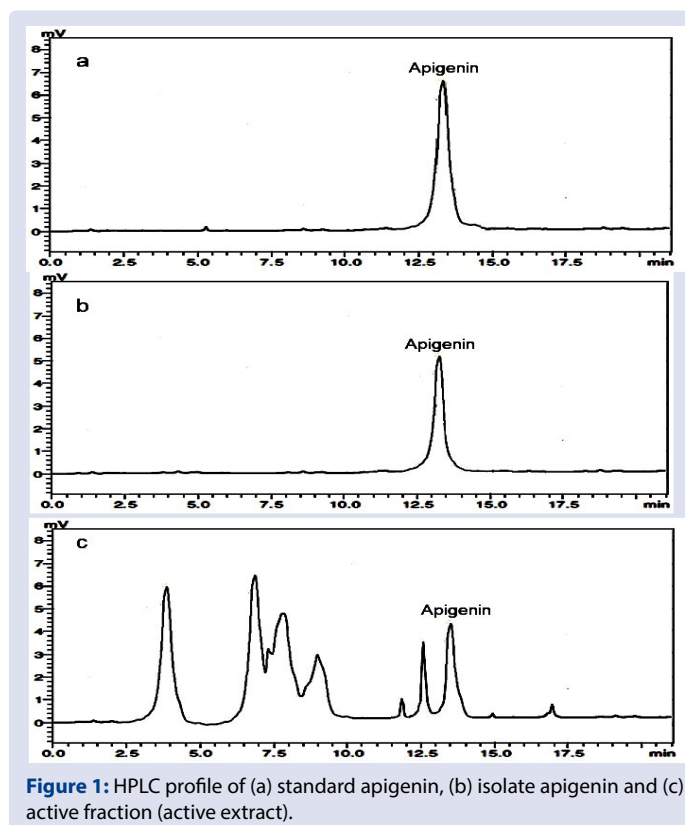 mV
8
a
Apigenin
7
6
5
4
3
2
1
0
0.0 2.5 5.0 7.5 10.0 12.5 15.0 17.5 min
mV
8
b
7
Apigenin
6
5
4
3
2
1
0
0.0 2.5 5.0 7.5 10.0 12.5 15.0 17.5 min
mV
8
c
7
6
Apigenin
5
4
3
2
1
0
0.0 2.5 5.0 7.5 10.0 12.5 15.0 17.5 min
Figure 1: HPLC profile of (a) standard apigenin, (b) isolate apigenin and (c)
active fraction (active extract).